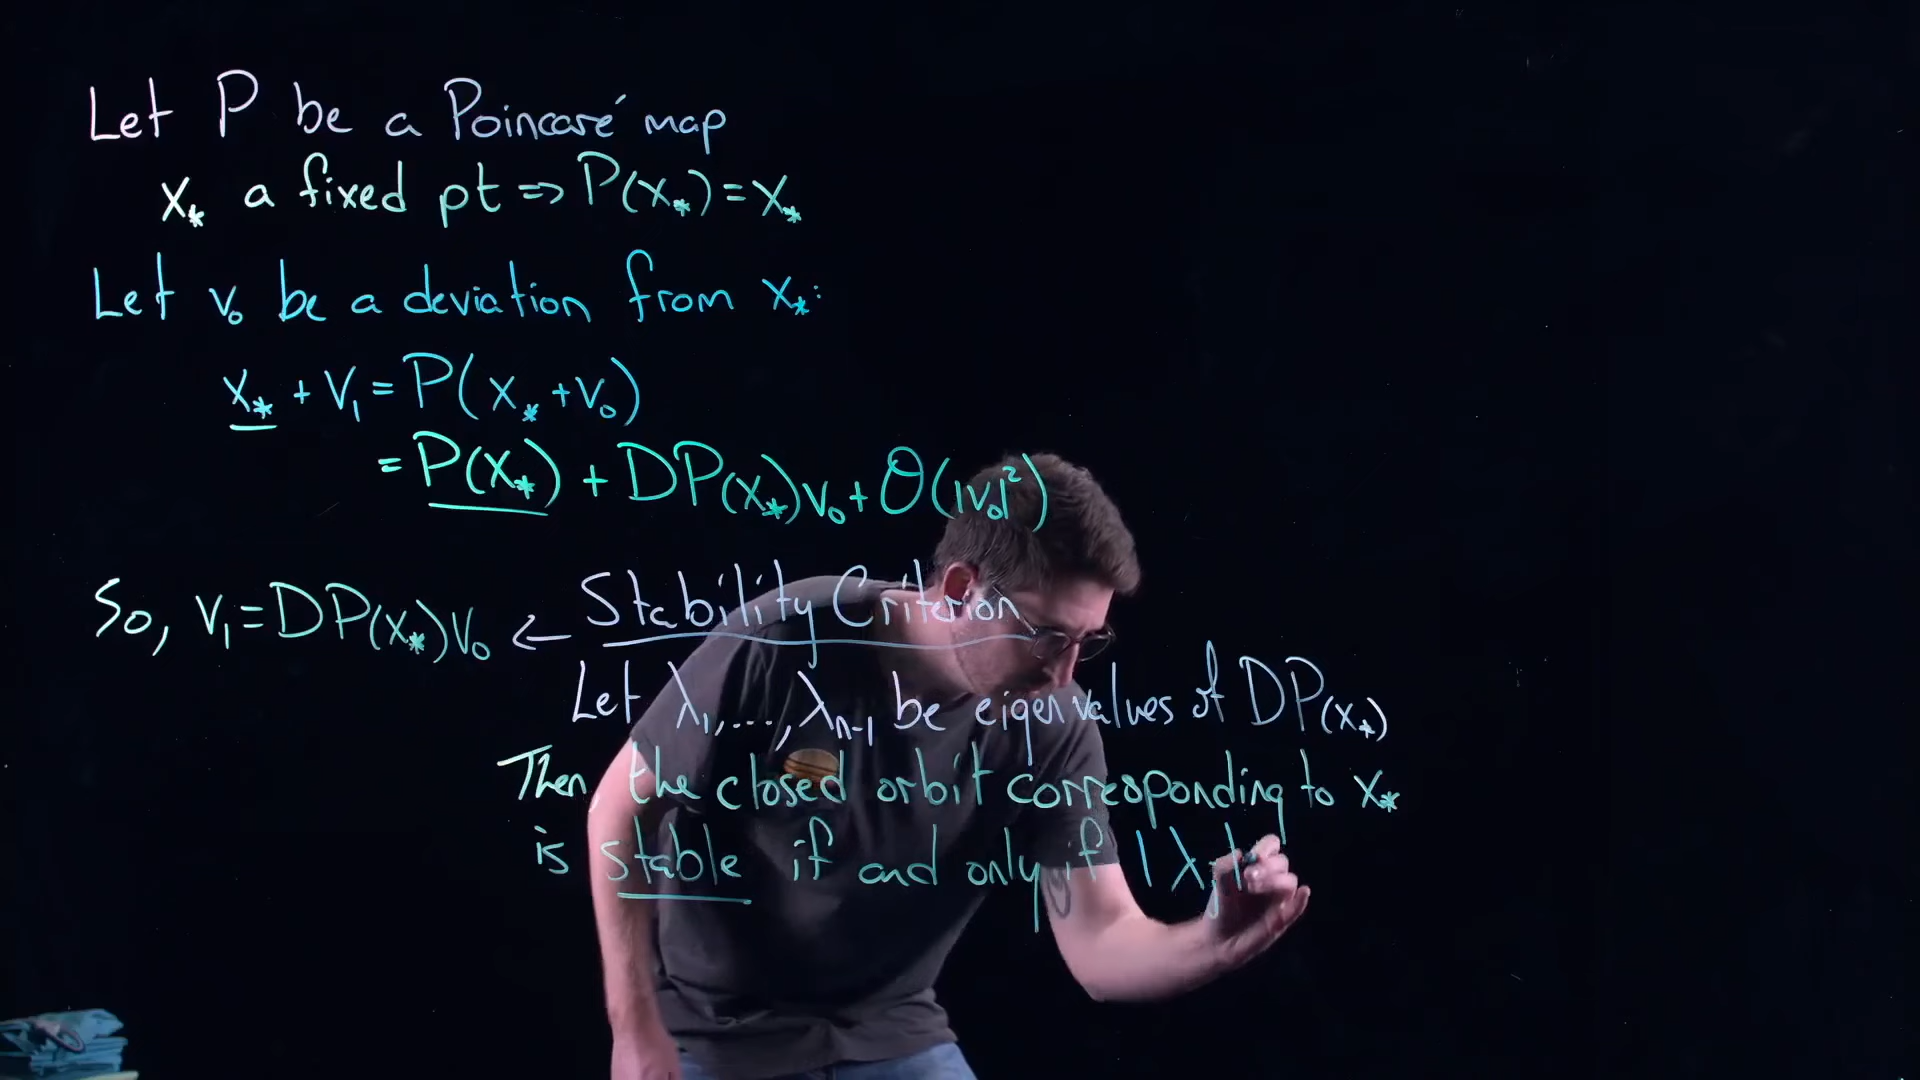 Let P be a Poincaré map
x* a fixed pt => P(x*) = x*
Let v₀ be a deviation from x*:
x* + v₁ = P(x* + v₀)
= P(x*) + DP(x*)v₀ + O(|v₀|²)
So, v₁ = DP(x*)v₀ ← Stability Criterion
Let λ₁, ..., λₙ₋₁ be eigenvalues of DP(x*)
Then, the closed orbit corresponding to x*
is stable if and only if |λⱼ|